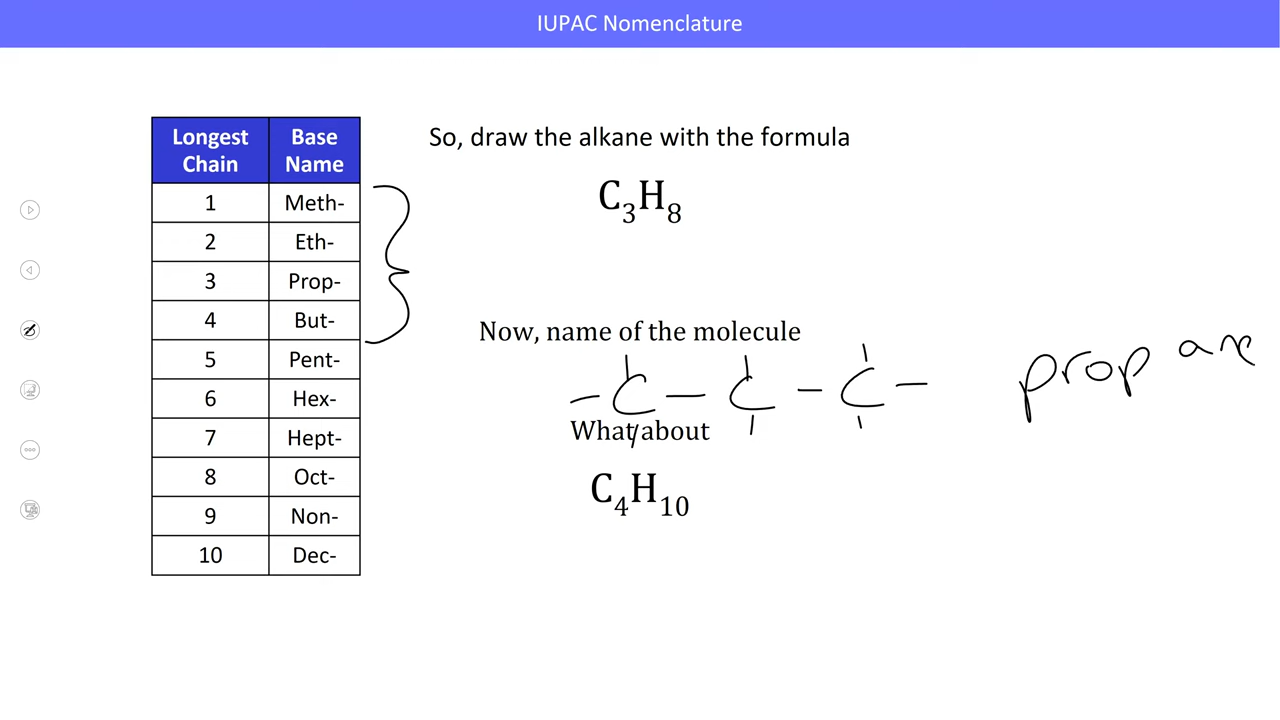 IUPAC Nomenclature
Longest Chain Base Name
1 Meth-
2 Eth-
3 Prop-
4 But-
5 Pent-
6 Hex-
7 Hept-
8 Oct-
9 Non-
10 Dec-
So, draw the alkane with the formula
C₃H₈
Now, name of the molecule
– C – C – C –
prop ane
What about
C₄H₁₀